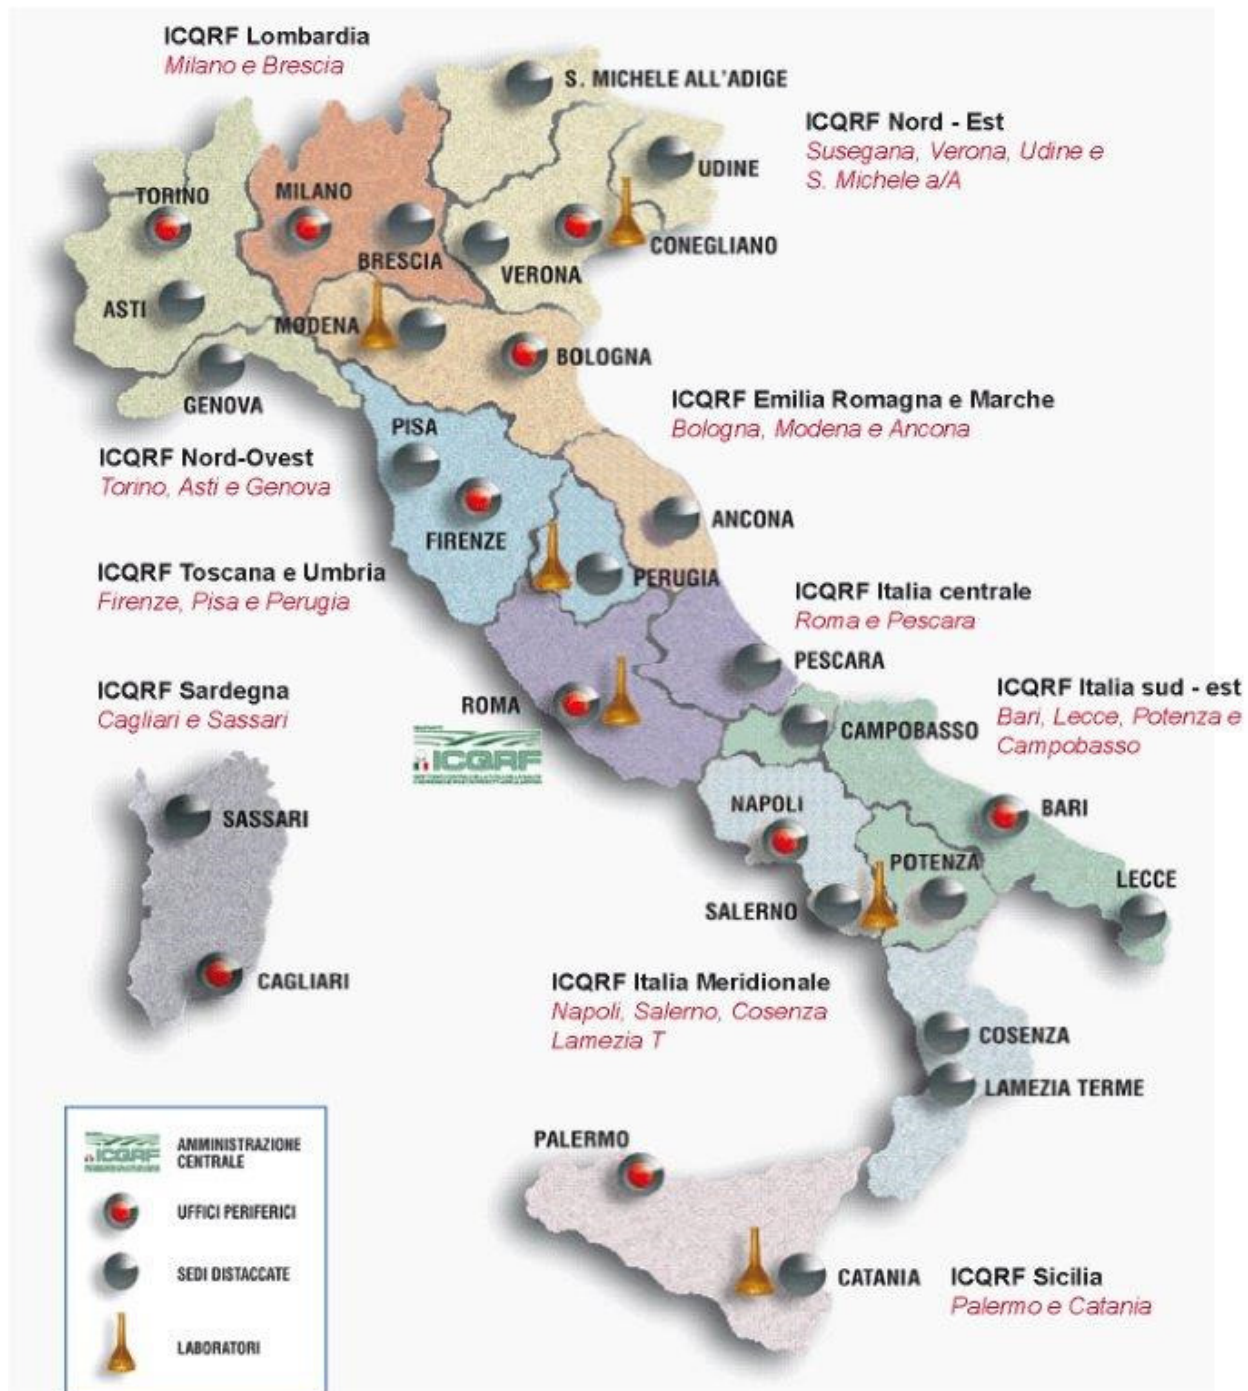 ICQRF Lombardia
Milano e Brescia
S. MICHELE ALL'ADIGE
ICQRF Nord - Est
Susegana, Verona, Udine e
S. Michele a/A
UDINE
TORINO
MILANO
CONEGLIANO
BRESCIA
VERONA
ASTI
MODENA
BOLOGNA
GENOVA
ICQRF Emilia Romagna e Marche
Bologna, Modena e Ancona
PISA
ICQRF Nord-Ovest
Torino, Asti e Genova
ANCONA
FIRENZE
ICQRF Toscana e Umbria
Firenze, Pisa e Perugia
PERUGIA
ICQRF Italia centrale
Roma e Pescara
PESCARA
ICQRF Sardegna
Cagliari e Sassari
ROMA
ICQRF Italia sud - est
Bari, Lecce, Potenza e
Campobasso
CAMPOBASSO
ICQRF
SASSARI
NAPOLI
BARI
POTENZA
LECCE
SALERNO
CAGLIARI
ICQRF Italia Meridionale
Napoli, Salerno, Cosenza
Lamezia T
COSENZA
LAMEZIA TERME
PALERMO
CATANIA
ICQRF Sicilia
Palermo e Catania
ICQRF
AMMINISTRAZIONE
CENTRALE
UFFICI PERIFERICI
SEDI DISTACCATE
LABORATORI